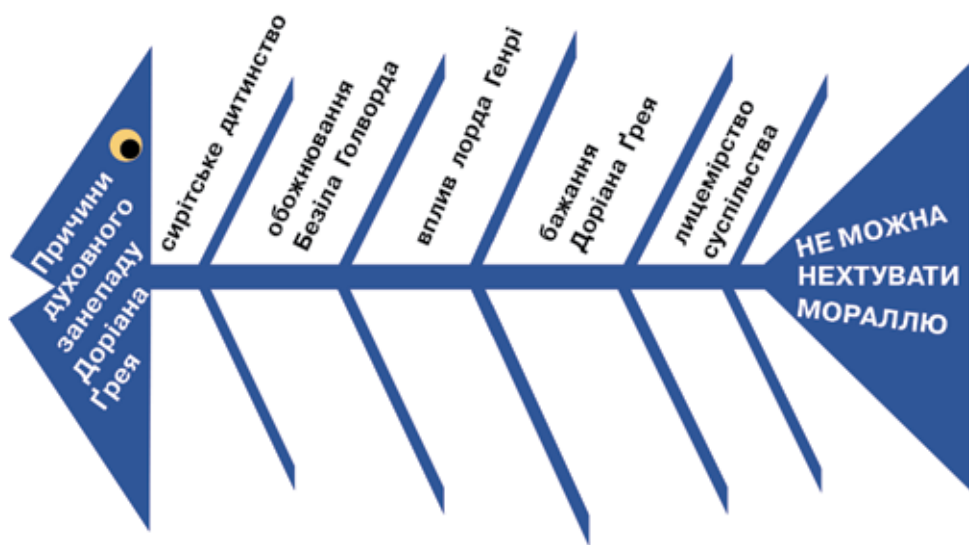 Причини
духовного
занепаду
Доріана
Ґрея
сирітське дитинство
обожнювання
Безіла Голворда
вплив лорда Генрі
бажання
Доріана Ґрея
лицемірство
суспільства
НЕ МОЖНА
НЕХТУВАТИ
МОРАЛЛЮ